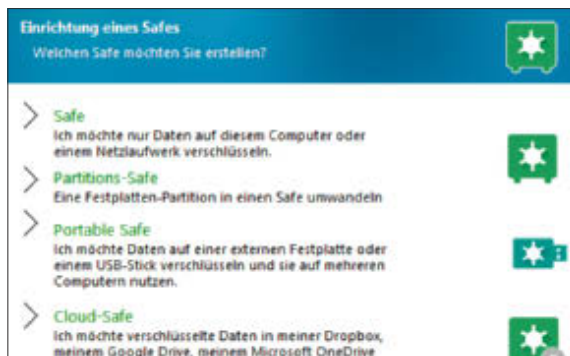 Einrichtung eines Safes
Welchen Safe möchten Sie erstellen?
Safe
Ich möchte nur Daten auf diesem Computer oder
einem Netzlaufwerk verschlüsseln.
Partitions-Safe
Eine Festplatten-Partition in einen Safe umwandeln
Portable Safe
Ich möchte Daten auf einer externen Festplatte oder
einem USB-Stick verschlüsseln und sie auf mehreren
Computern nutzen.
Cloud-Safe
Ich möchte verschlüsselte Daten in meiner Dropbox,
meinem Google Drive, meinem Microsoft OneDrive